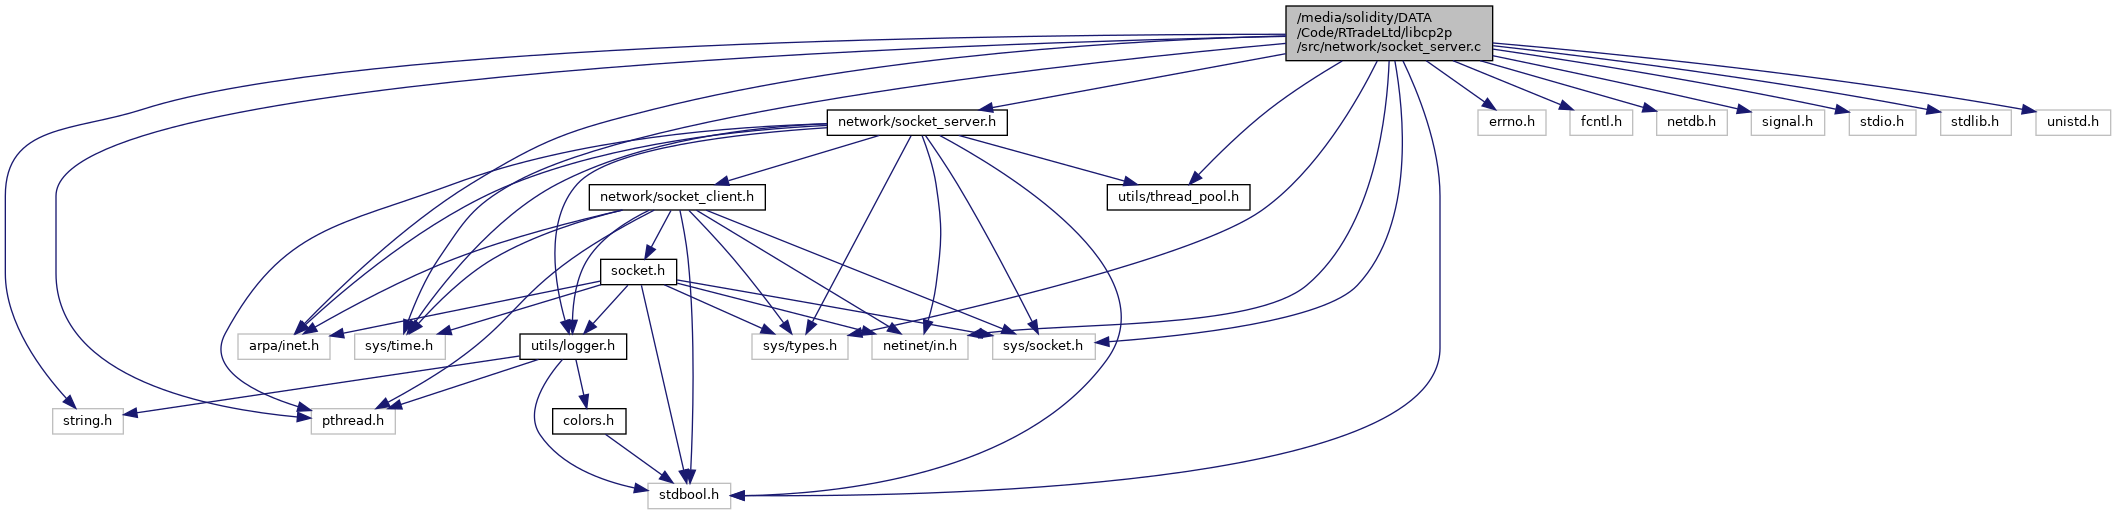 /media/solidity/DATA
/Code/RTradeLtd/libcp2p
/src/network/socket_server.c
network/socket_server.h
errno.h
fcntl.h
netdb.h
signal.h
stdio.h
stdlib.h
unistd.h
network/socket_client.h
utils/thread_pool.h
socket.h
arpa/inet.h
sys/time.h
utils/logger.h
sys/types.h
netinet/in.h
sys/socket.h
string.h
pthread.h
colors.h
stdbool.h